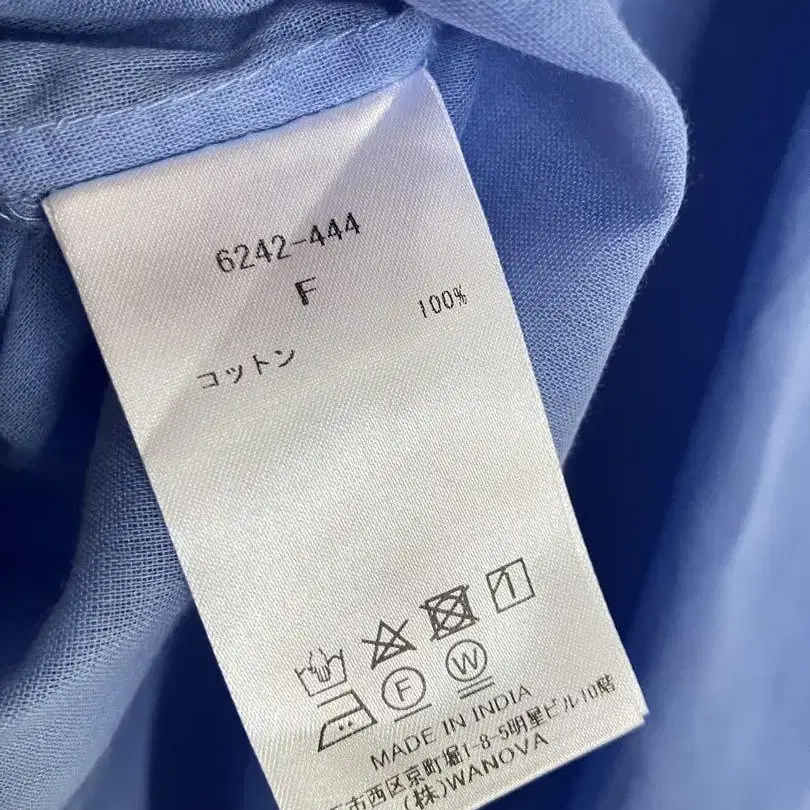 6242-444
F
コットン 100%
F W
MADE IN INDIA
市西区京町堀1-8-5明星ビル10階
(株)WANOVA